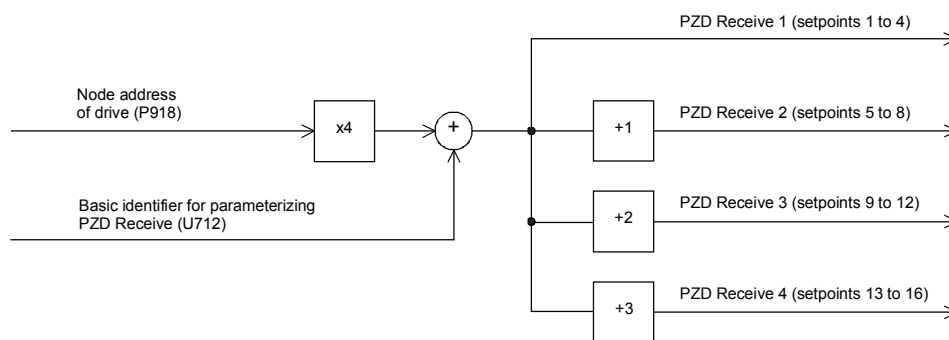 PZD Receive 1 (setpoints 1 to 4)
Node address
of drive (P918)
x4
+
+1
PZD Receive 2 (setpoints 5 to 8)
Basic identifier for parameterizing
PZD Receive (U712)
+2
PZD Receive 3 (setpoints 9 to 12)
+3
PZD Receive 4 (setpoints 13 to 16)